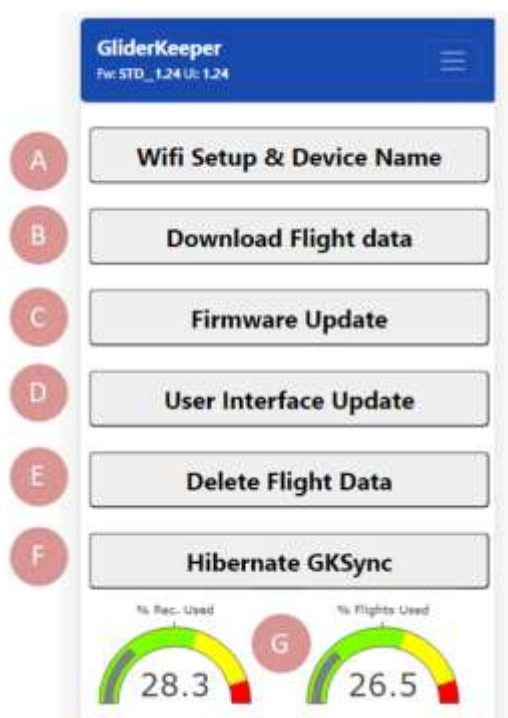 GliderKeeper
Fw: STD_1.24 UI: 1.24
A
Wifi Setup & Device Name
B
Download Flight data
C
Firmware Update
D
User Interface Update
E
Delete Flight Data
F
Hibernate GKSync
% Rec. Used
% Flights Used
G
28.3
26.5